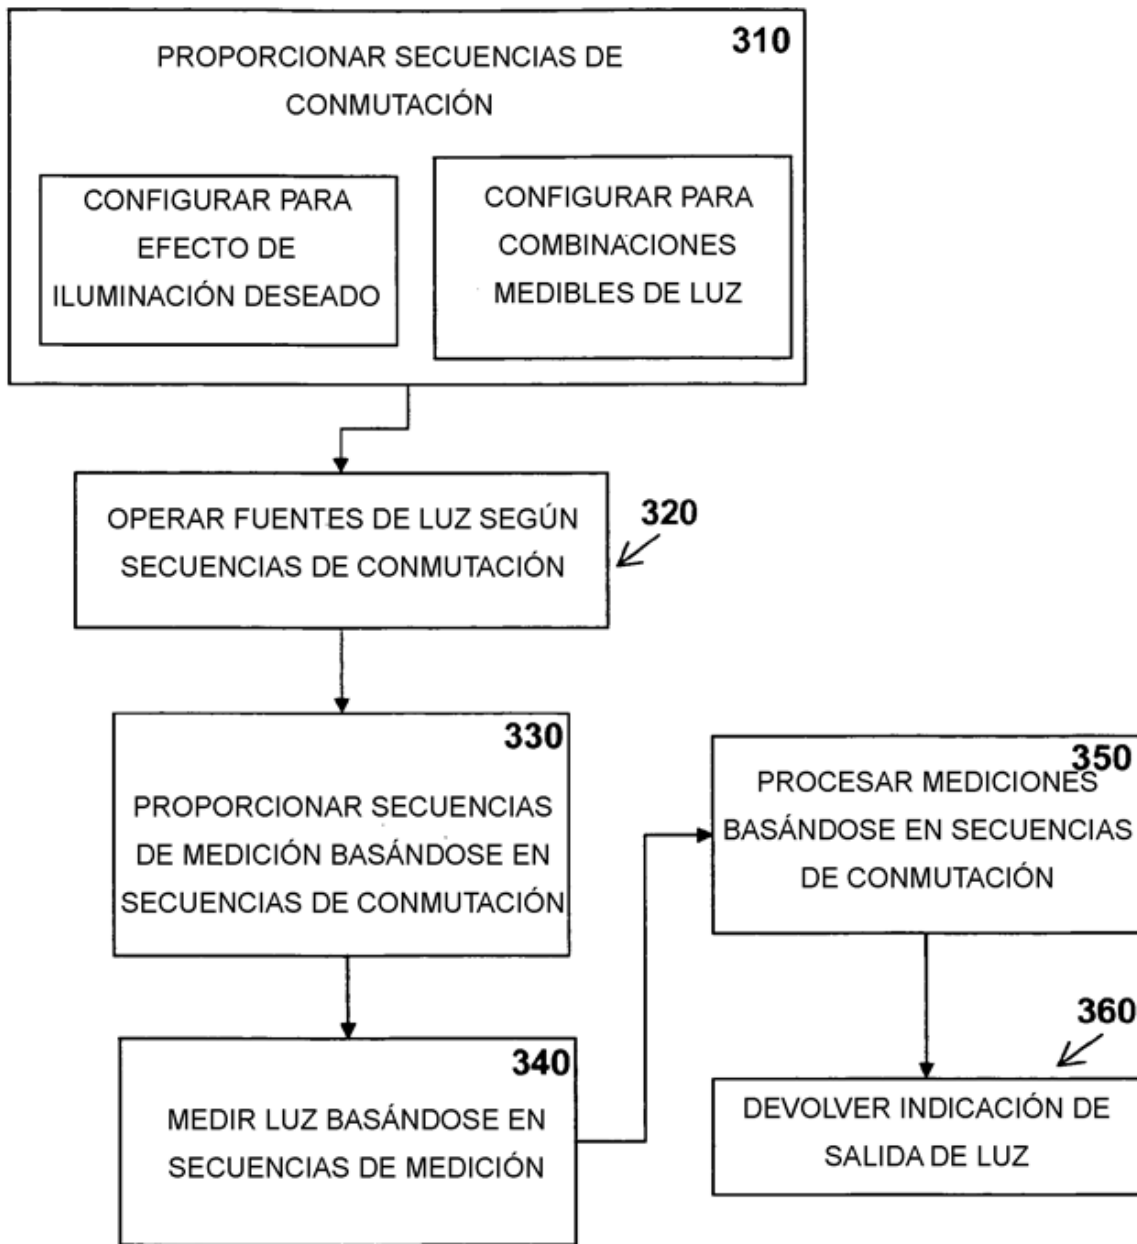 310
PROPORCIONAR SECUENCIAS DE
CONMUTACIÓN
CONFIGURAR PARA
EFECTO DE
ILUMINACIÓN DESEADO
CONFIGURAR PARA
COMBINACIONES
MEDIBLES DE LUZ
OPERAR FUENTES DE LUZ SEGÚN
SECUENCIAS DE CONMUTACIÓN
320
330
PROPORCIONAR SECUENCIAS
DE MEDICIÓN BASÁNDOSE EN
SECUENCIAS DE CONMUTACIÓN
340
MEDIR LUZ BASÁNDOSE EN
SECUENCIAS DE MEDICIÓN
350
PROCESAR MEDICIONES
BASÁNDOSE EN SECUENCIAS
DE CONMUTACIÓN
360
DEVOLVER INDICACIÓN DE
SALIDA DE LUZ